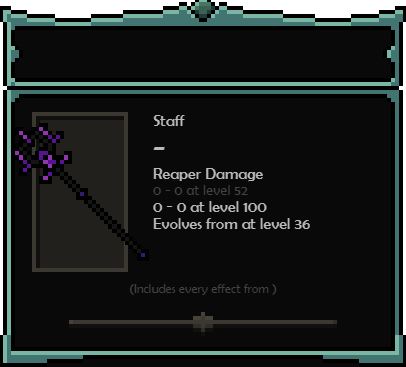 Staff
–
Reaper Damage
0 - 0 at level 52
0 - 0 at level 100
Evolves from at level 36
(Includes every effect from )